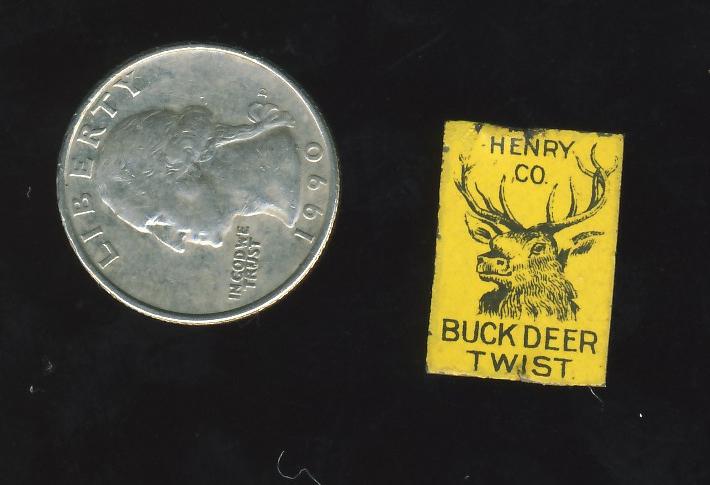 LIBERTY
IN GOD WE
TRUST
D
1990
HENRY
CO.
BUCK DEER
TWIST